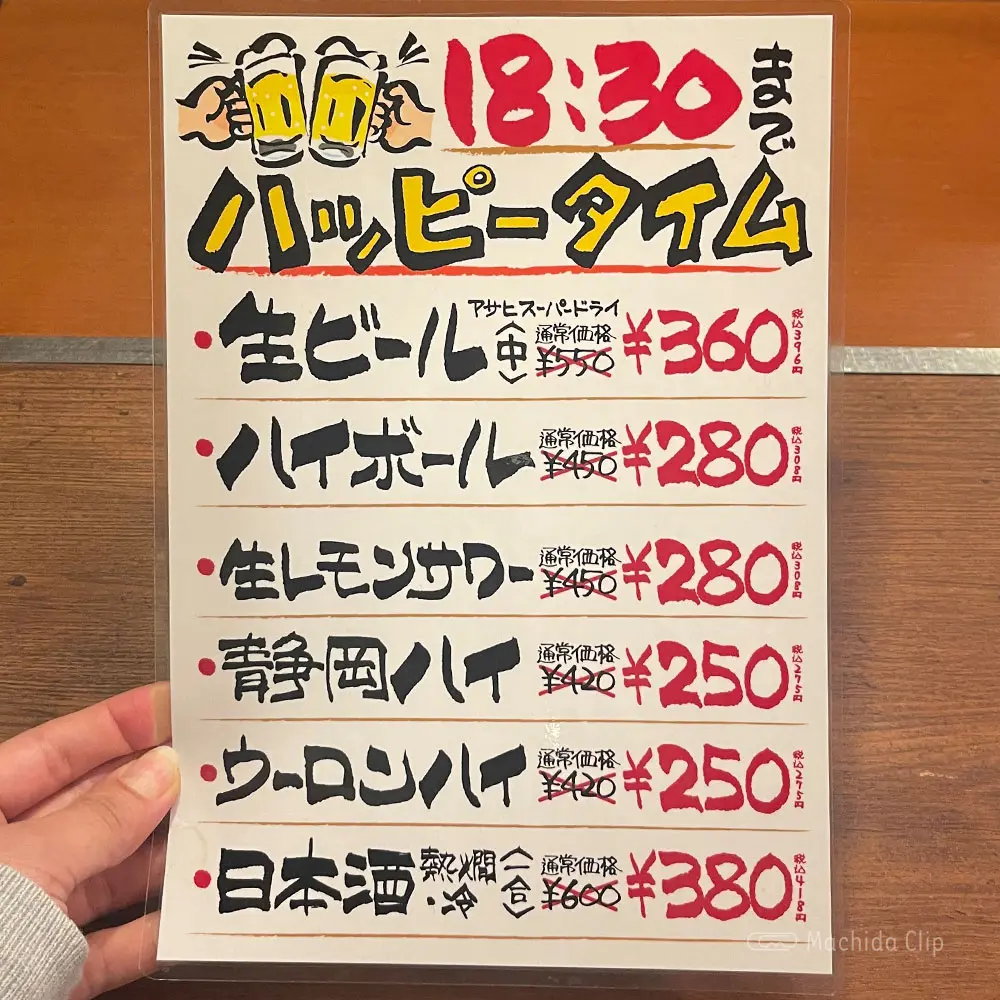 18:30まで
ハッピータイム
生ビール〈中〉 アサヒスーパードライ 通常価格 ¥550 ¥360 税込396円
ハイボール 通常価格 ¥450 ¥280 税込308円
生レモンサワー 通常価格 ¥450 ¥280 税込308円
静岡ハイ 通常価格 ¥420 ¥250 税込275円
ウーロンハイ 通常価格 ¥420 ¥250 税込275円
日本酒 熱燗・冷〈一合〉 通常価格 ¥600 ¥380 税込418円
Machida Clip